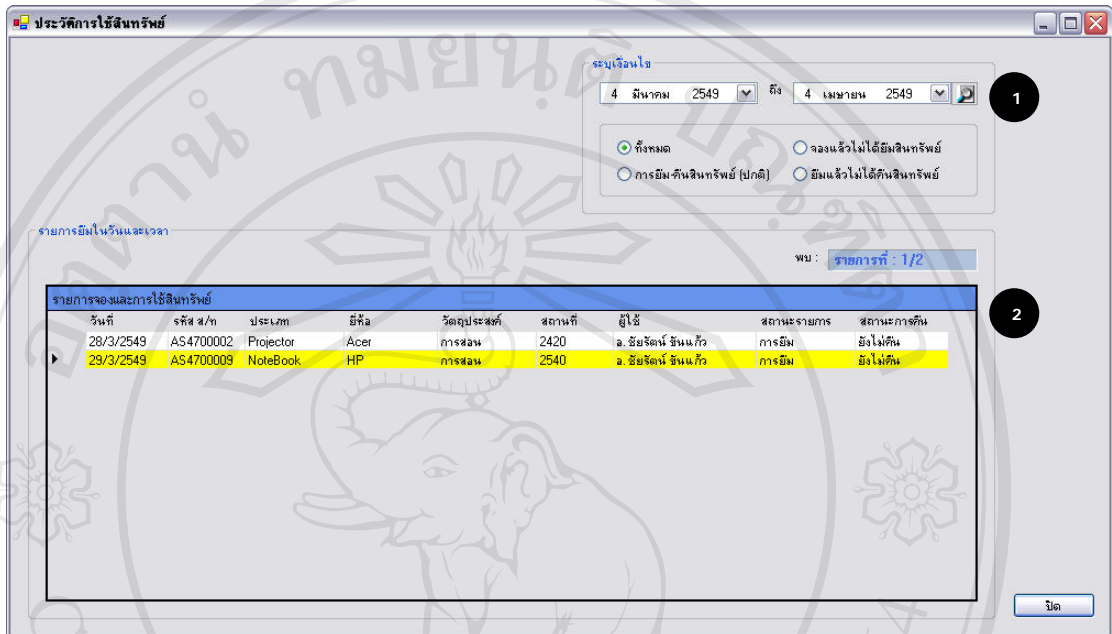 ประวัติการใช้สินทรัพย์
ระบุเงื่อนไข
4 มีนาคม 2549 ถึง 4 เมษายน 2549
1
ทั้งหมด จองแล้วไม่ได้ยืมสินทรัพย์
การยืม-คืนสินทรัพย์ (ปกติ) ยืมแล้วไม่ได้คืนสินทรัพย์
รายการยืมในวันและเวลา
พบ : รายการที่ : 1/2
รายการจองและการใช้สินทรัพย์
2
วันที่ รหัส ส/ท ประเภท ยี่ห้อ วัตถุประสงค์ สถานที่ ผู้ใช้ สถานะรายการ สถานะการคืน
28/3/2549 AS4700002 Projector Acer การสอน 2420 อ. ชัยรัตน์ ขันแก้ว การยืม ยังไม่คืน
29/3/2549 AS4700009 NoteBook HP การสอน 2540 อ. ชัยรัตน์ ขันแก้ว การยืม ยังไม่คืน
ปิด